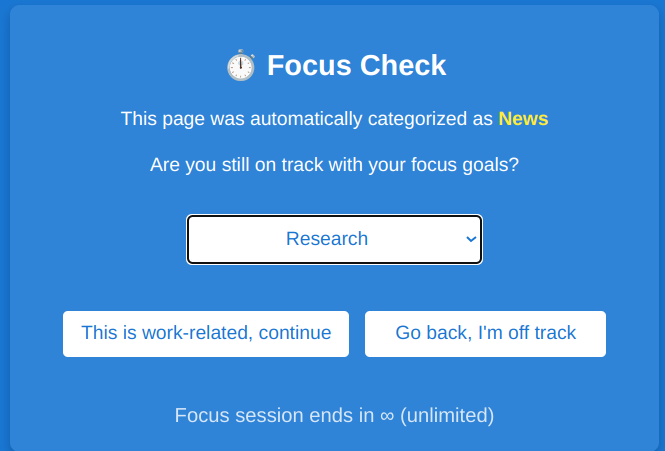 ⏱️ Focus Check
This page was automatically categorized as News
Are you still on track with your focus goals?
Research
This is work-related, continue
Go back, I'm off track
Focus session ends in ∞ (unlimited)